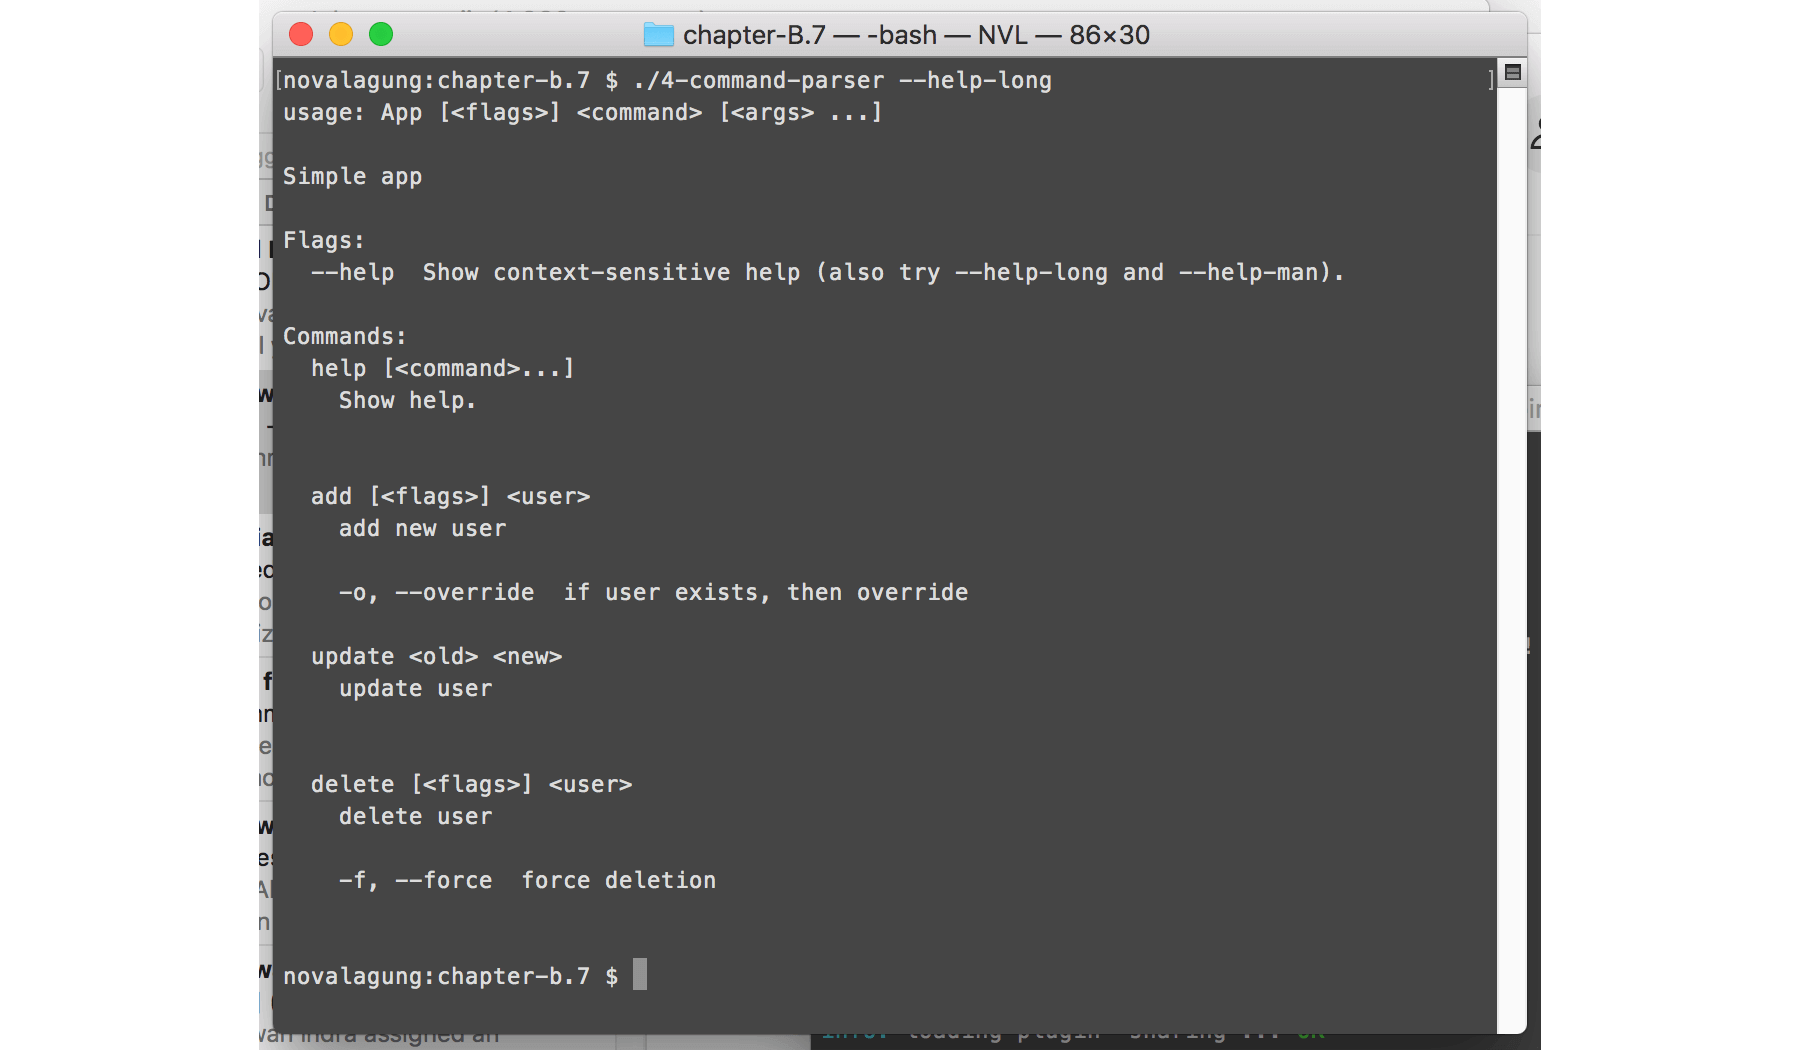 chapter-B.7 — -bash — NVL — 86×30
[novalagung:chapter-b.7 $ ./4-command-parser --help-long ]
usage: App [<flags>] <command> [<args> ...]
Simple app
Flags:
--help  Show context-sensitive help (also try --help-long and --help-man).
Commands:
help [<command>...]
Show help.
add [<flags>] <user>
add new user
-o, --override  if user exists, then override
update <old> <new>
update user
delete [<flags>] <user>
delete user
-f, --force  force deletion
novalagung:chapter-b.7 $